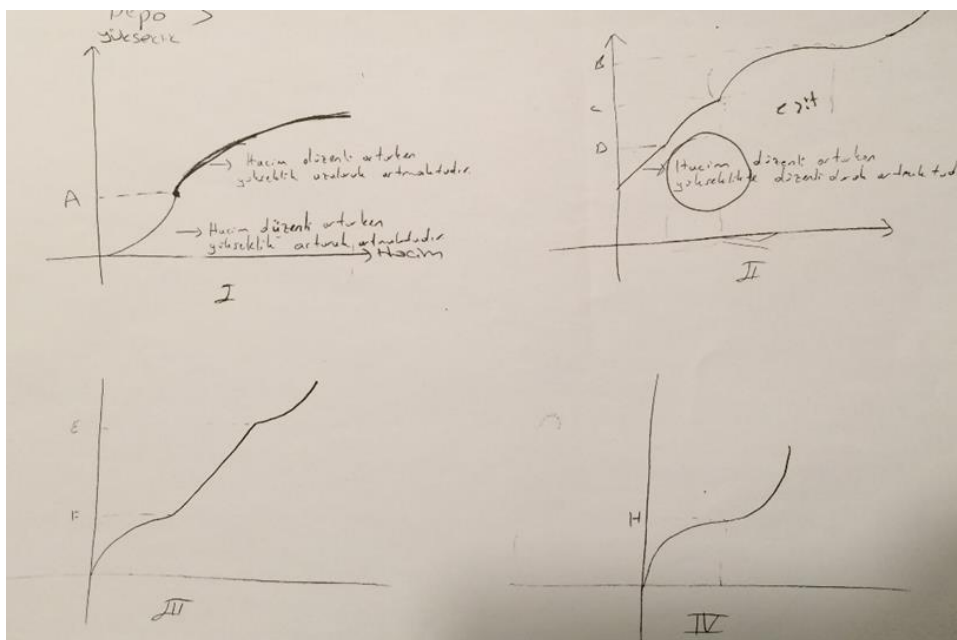 Depo
yükseklik
A
→ Hacim düzenli artarken
yükseklik azalarak artmaktadır.
→ Hacim düzenli artarken
yükseklik artarak artmaktadır
Hacim
I
B
C
D
eşit
→ Hacim düzenli artarken
yükseklikte düzenli olarak artmaktad
II
E
F
III
H
IV